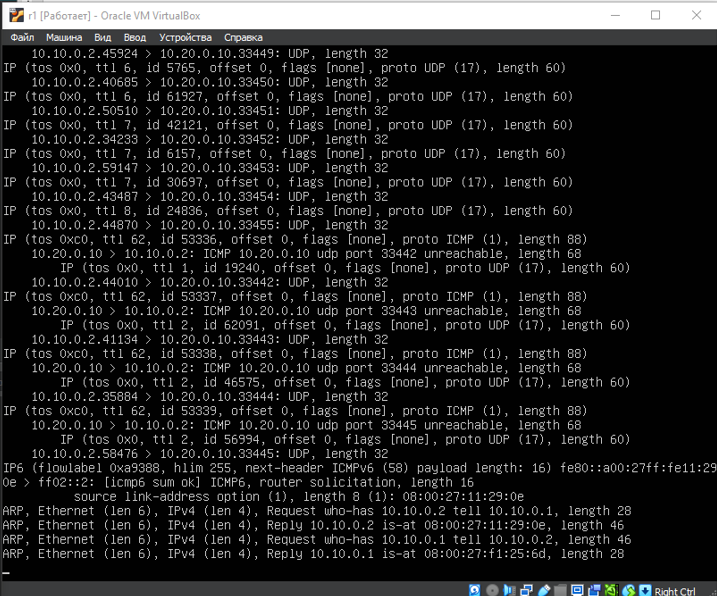 r1 [Работает] - Oracle VM VirtualBox
Файл Машина Вид Ввод Устройства Справка
10.10.0.2.45924 > 10.20.0.10.33449: UDP, length 32
IP (tos 0x0, ttl 6, id 5765, offset 0, flags [none], proto UDP (17), length 60)
10.10.0.2.40685 > 10.20.0.10.33450: UDP, length 32
IP (tos 0x0, ttl 6, id 61927, offset 0, flags [none], proto UDP (17), length 60)
10.10.0.2.50510 > 10.20.0.10.33451: UDP, length 32
IP (tos 0x0, ttl 7, id 42121, offset 0, flags [none], proto UDP (17), length 60)
10.10.0.2.34233 > 10.20.0.10.33452: UDP, length 32
IP (tos 0x0, ttl 7, id 6157, offset 0, flags [none], proto UDP (17), length 60)
10.10.0.2.59147 > 10.20.0.10.33453: UDP, length 32
IP (tos 0x0, ttl 7, id 30697, offset 0, flags [none], proto UDP (17), length 60)
10.10.0.2.43487 > 10.20.0.10.33454: UDP, length 32
IP (tos 0x0, ttl 8, id 24836, offset 0, flags [none], proto UDP (17), length 60)
10.10.0.2.44870 > 10.20.0.10.33455: UDP, length 32
IP (tos 0xc0, ttl 62, id 53336, offset 0, flags [none], proto ICMP (1), length 88)
10.20.0.10 > 10.10.0.2: ICMP 10.20.0.10 udp port 33442 unreachable, length 68
IP (tos 0x0, ttl 1, id 19240, offset 0, flags [none], proto UDP (17), length 60)
10.10.0.2.44010 > 10.20.0.10.33442: UDP, length 32
IP (tos 0xc0, ttl 62, id 53337, offset 0, flags [none], proto ICMP (1), length 88)
10.20.0.10 > 10.10.0.2: ICMP 10.20.0.10 udp port 33443 unreachable, length 68
IP (tos 0x0, ttl 2, id 62091, offset 0, flags [none], proto UDP (17), length 60)
10.10.0.2.41134 > 10.20.0.10.33443: UDP, length 32
IP (tos 0xc0, ttl 62, id 53338, offset 0, flags [none], proto ICMP (1), length 88)
10.20.0.10 > 10.10.0.2: ICMP 10.20.0.10 udp port 33444 unreachable, length 68
IP (tos 0x0, ttl 2, id 46575, offset 0, flags [none], proto UDP (17), length 60)
10.10.0.2.35884 > 10.20.0.10.33444: UDP, length 32
IP (tos 0xc0, ttl 62, id 53339, offset 0, flags [none], proto ICMP (1), length 88)
10.20.0.10 > 10.10.0.2: ICMP 10.20.0.10 udp port 33445 unreachable, length 68
IP (tos 0x0, ttl 2, id 56994, offset 0, flags [none], proto UDP (17), length 60)
10.10.0.2.58476 > 10.20.0.10.33445: UDP, length 32
IP6 (flowlabel 0xa9388, hlim 255, next-header ICMPv6 (58) payload length: 16) fe80::a00:27ff:fe11:29
0e > ff02::2: [icmp6 sum ok] ICMP6, router solicitation, length 16
source link-address option (1), length 8 (1): 08:00:27:11:29:0e
ARP, Ethernet (len 6), IPv4 (len 4), Request who-has 10.10.0.2 tell 10.10.0.1, length 28
ARP, Ethernet (len 6), IPv4 (len 4), Reply 10.10.0.2 is-at 08:00:27:11:29:0e, length 46
ARP, Ethernet (len 6), IPv4 (len 4), Request who-has 10.10.0.1 tell 10.10.0.2, length 46
ARP, Ethernet (len 6), IPv4 (len 4), Reply 10.10.0.1 is-at 08:00:27:f1:25:6d, length 28
Right Ctrl